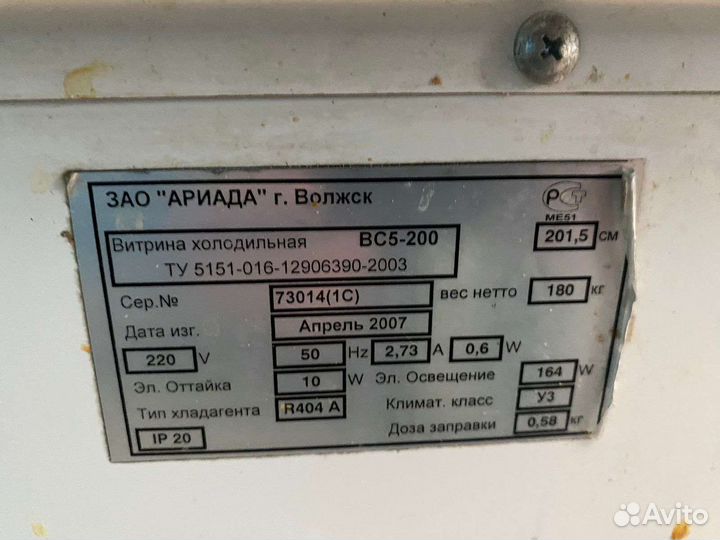 ЗАО "АРИАДА" г. Волжск
РСТ
МЕ51
Витрина холодильная ВС5-200 201,5 см
ТУ 5151-016-12906390-2003
Сер.№ 73014(1С) вес нетто 180 кг
Дата изг. Апрель 2007
220 V 50 Hz 2,73 A 0,6 W
Эл. Оттайка 10 W Эл. Освещение 164 W
Тип хладагента R404 A Климат. класс У3
IP 20 Доза заправки 0,58 кг
Avito